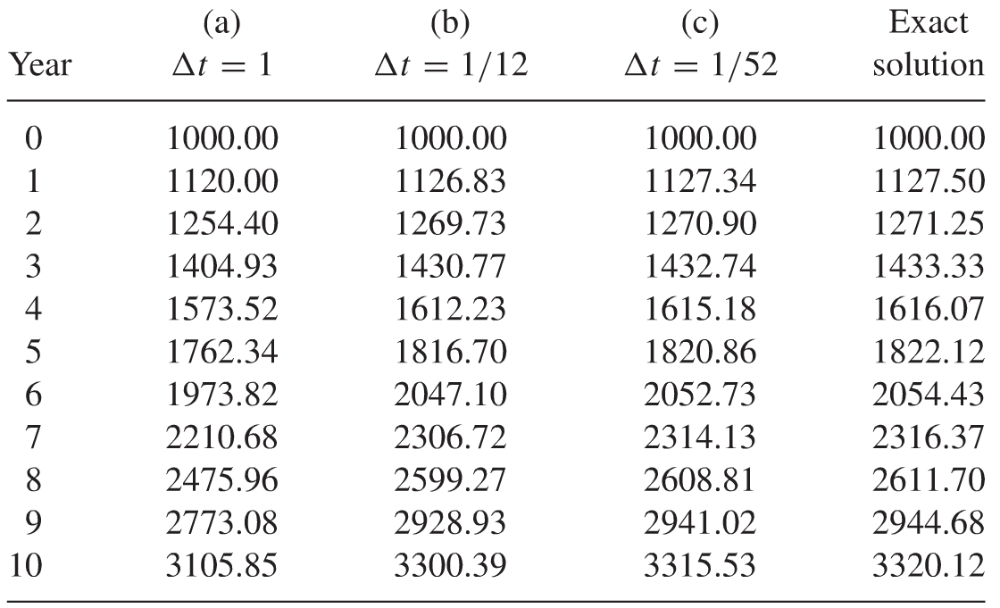 (a) (b) (c) Exact
Year Δt = 1 Δt = 1/12 Δt = 1/52 solution
0 1000.00 1000.00 1000.00 1000.00
1 1120.00 1126.83 1127.34 1127.50
2 1254.40 1269.73 1270.90 1271.25
3 1404.93 1430.77 1432.74 1433.33
4 1573.52 1612.23 1615.18 1616.07
5 1762.34 1816.70 1820.86 1822.12
6 1973.82 2047.10 2052.73 2054.43
7 2210.68 2306.72 2314.13 2316.37
8 2475.96 2599.27 2608.81 2611.70
9 2773.08 2928.93 2941.02 2944.68
10 3105.85 3300.39 3315.53 3320.12